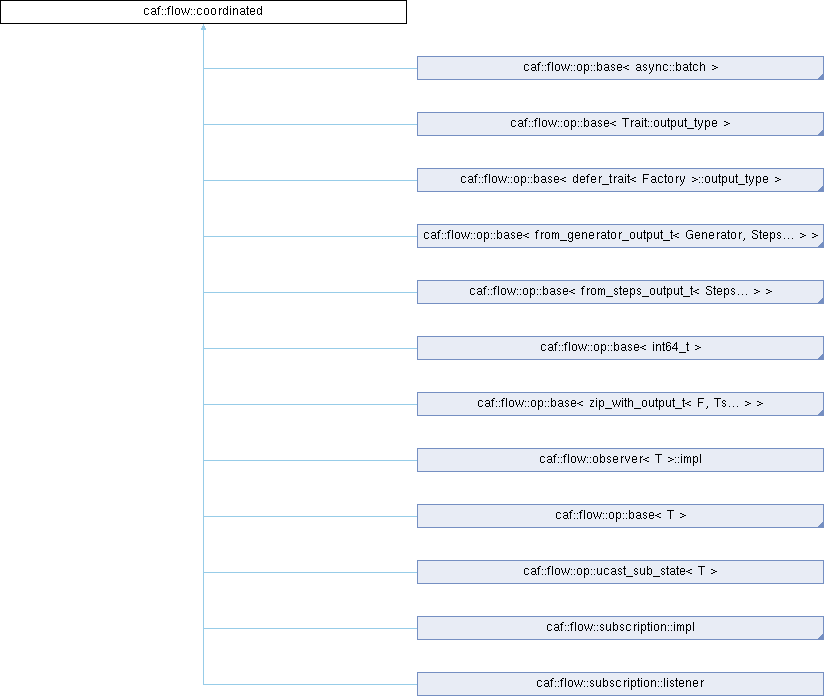 caf::flow::coordinated
caf::flow::op::base< async::batch >
caf::flow::op::base< Trait::output_type >
caf::flow::op::base< defer_trait< Factory >::output_type >
caf::flow::op::base< from_generator_output_t< Generator, Steps... > >
caf::flow::op::base< from_steps_output_t< Steps... > >
caf::flow::op::base< int64_t >
caf::flow::op::base< zip_with_output_t< F, Ts... > >
caf::flow::observer< T >::impl
caf::flow::op::base< T >
caf::flow::op::ucast_sub_state< T >
caf::flow::subscription::impl
caf::flow::subscription::listener